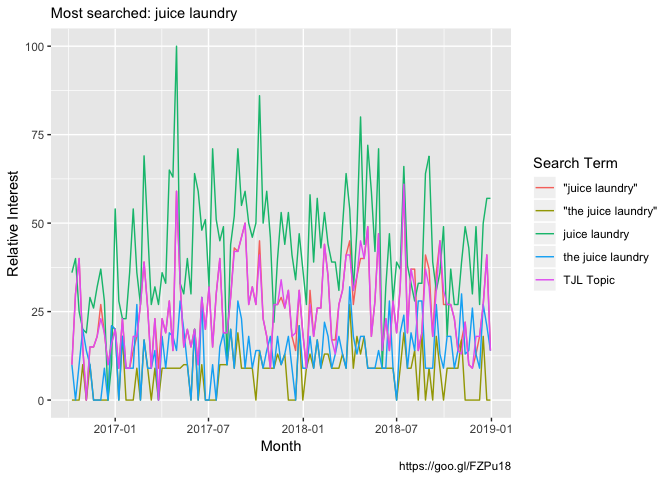 Most searched: juice laundry
100
75
50
25
0
Relative Interest
2017-01 2017-07 2018-01 2018-07 2019-01
Month
Search Term
"juice laundry"
"the juice laundry"
juice laundry
the juice laundry
TJL Topic
https://goo.gl/FZPu18